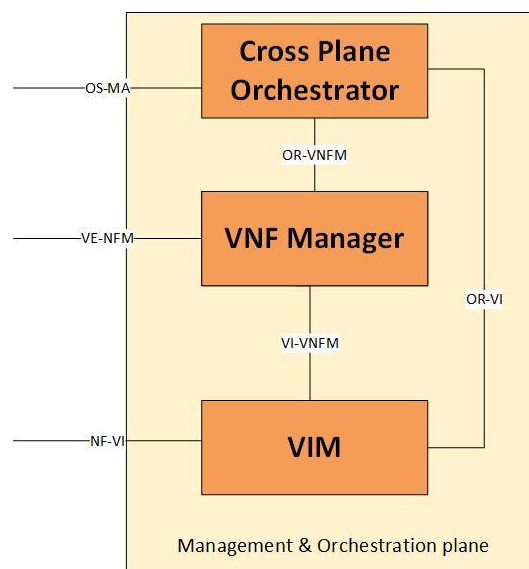 Cross Plane
Orchestrator
OS-MA
OR-VNFM
VNF Manager
VE-NFM
OR-VI
VI-VNFM
VIM
NF-VI
Management & Orchestration plane